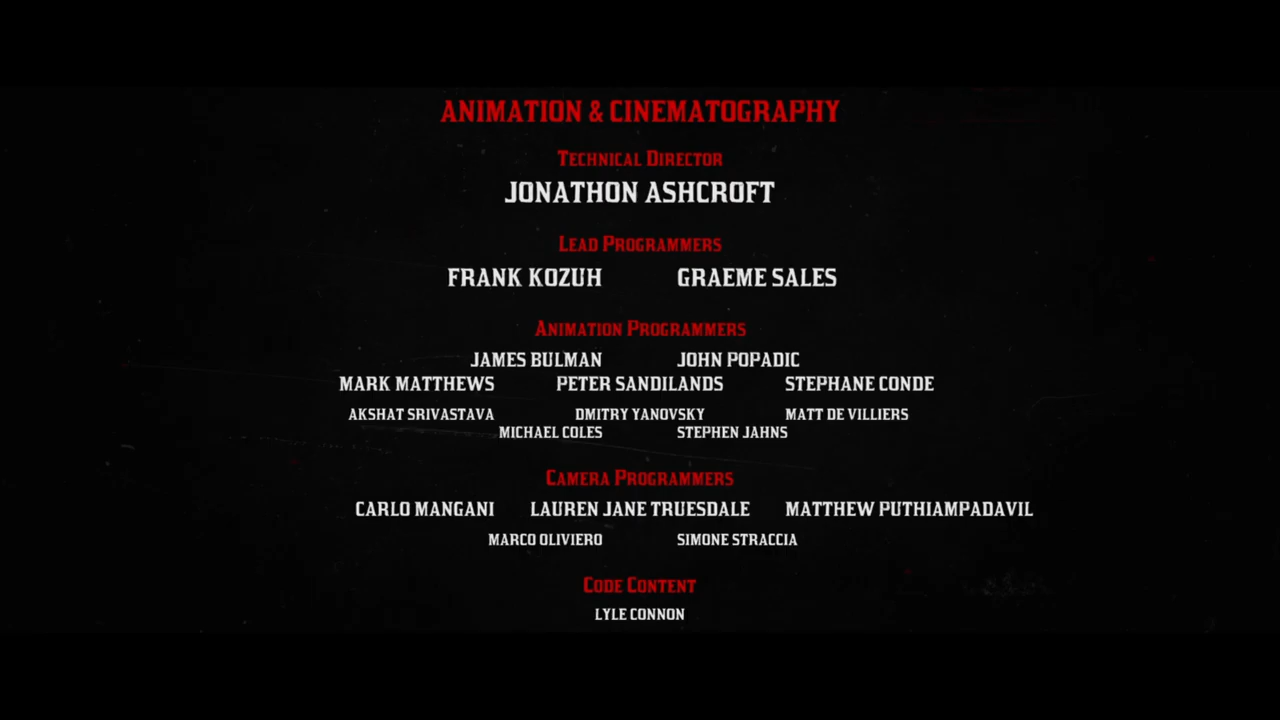 ANIMATION & CINEMATOGRAPHY
TECHNICAL DIRECTOR
JONATHON ASHCROFT
LEAD PROGRAMMERS
FRANK KOZUH GRAEME SALES
ANIMATION PROGRAMMERS
JAMES BULMAN JOHN POPADIC
MARK MATTHEWS PETER SANDILANDS STEPHANE CONDE
AKSHAT SRIVASTAVA DMITRY YANOVSKY MATT DE VILLIERS
MICHAEL COLES STEPHEN JAHNS
CAMERA PROGRAMMERS
CARLO MANGANI LAUREN JANE TRUESDALE MATTHEW PUTHIAMPADAVIL
MARCO OLIVIERO SIMONE STRACCIA
CODE CONTENT
LYLE CONNON